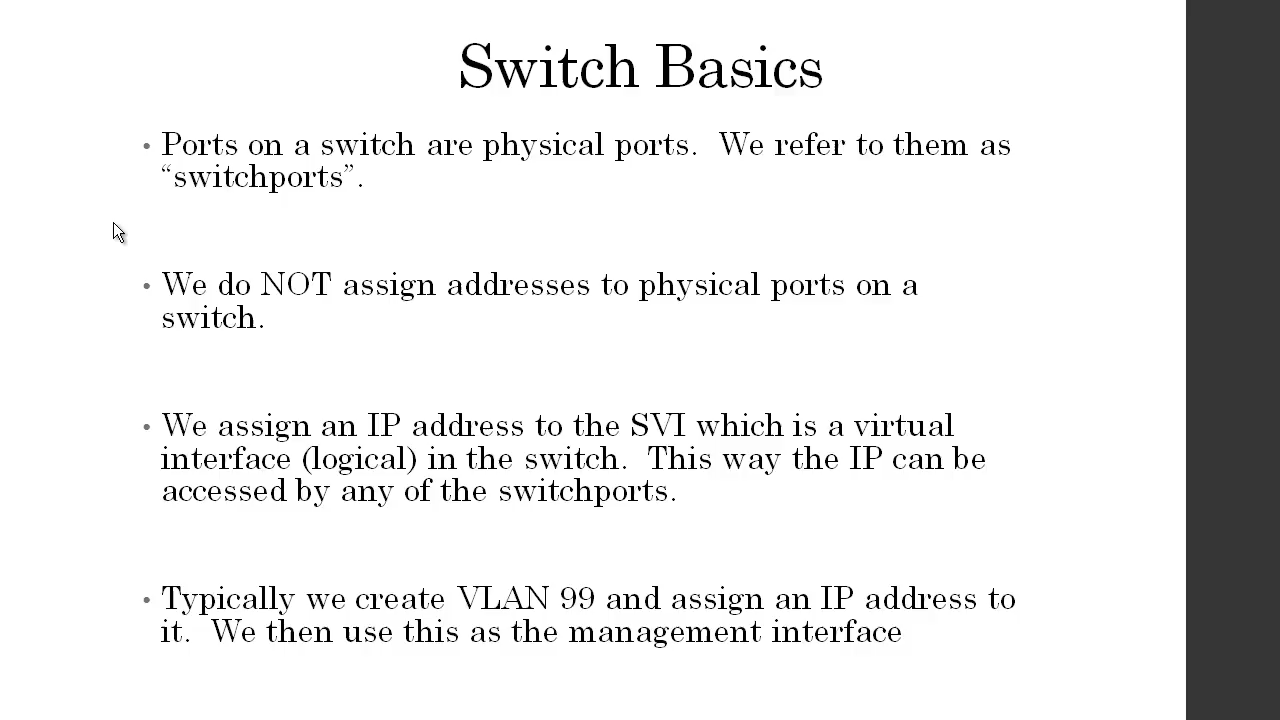 Switch Basics
• Ports on a switch are physical ports.  We refer to them as
“switchports”.
• We do NOT assign addresses to physical ports on a
switch.
• We assign an IP address to the SVI which is a virtual
interface (logical) in the switch.  This way the IP can be
accessed by any of the switchports.
• Typically we create VLAN 99 and assign an IP address to
it.  We then use this as the management interface